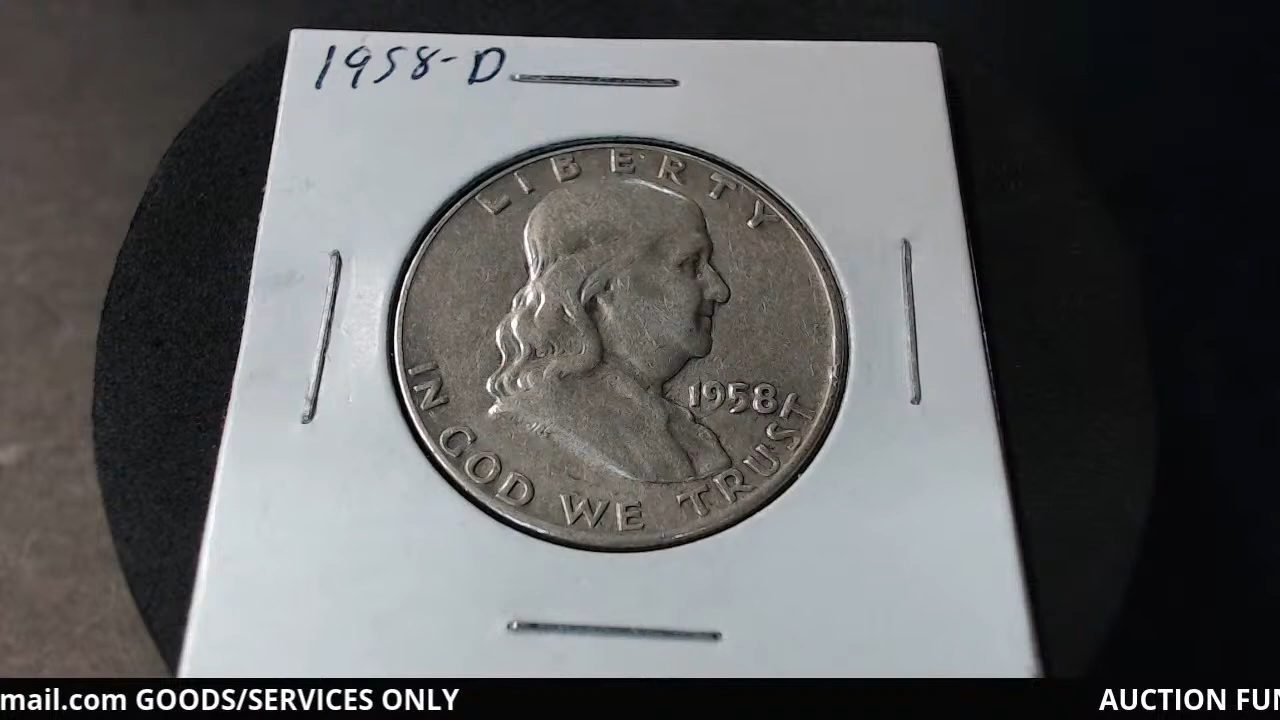 1958-D
LIBERTY
1958
IN GOD WE TRUST
mail.com GOODS/SERVICES ONLY
AUCTION FUN